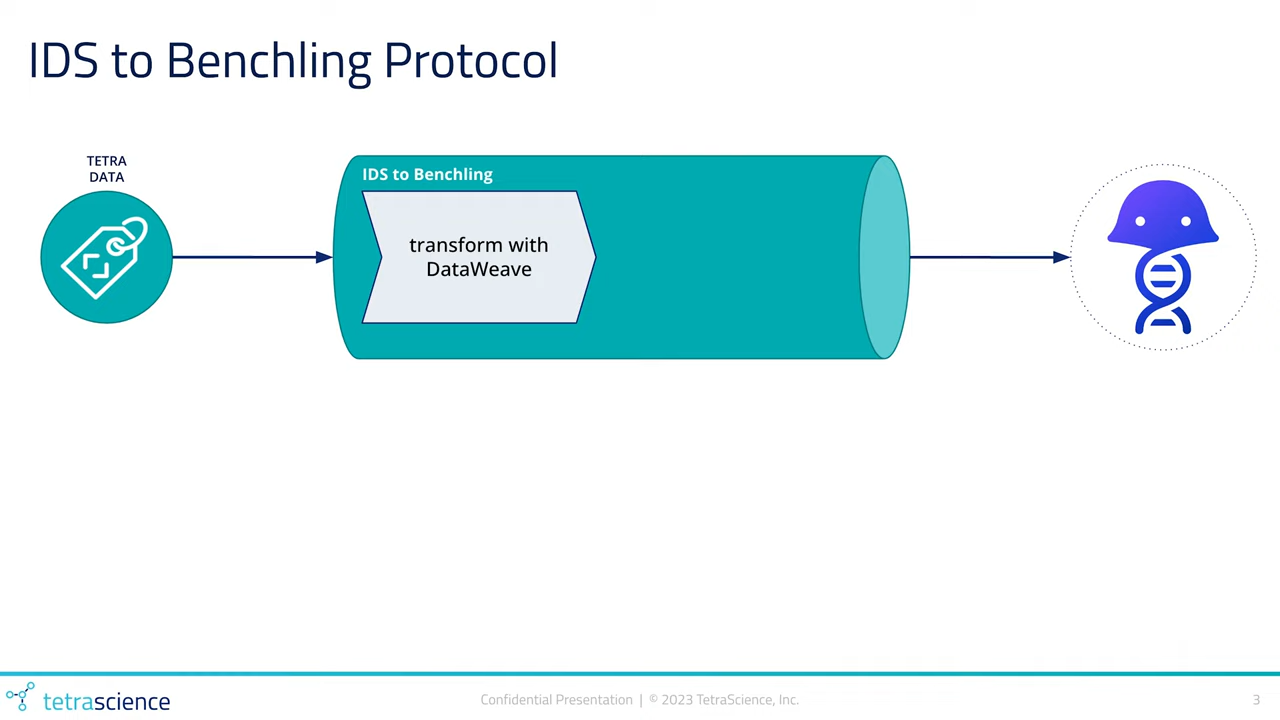 IDS to Benchling Protocol
TETRA
DATA
IDS to Benchling
transform with
DataWeave
tetrascience
Confidential Presentation | © 2023 TetraScience, Inc.
3